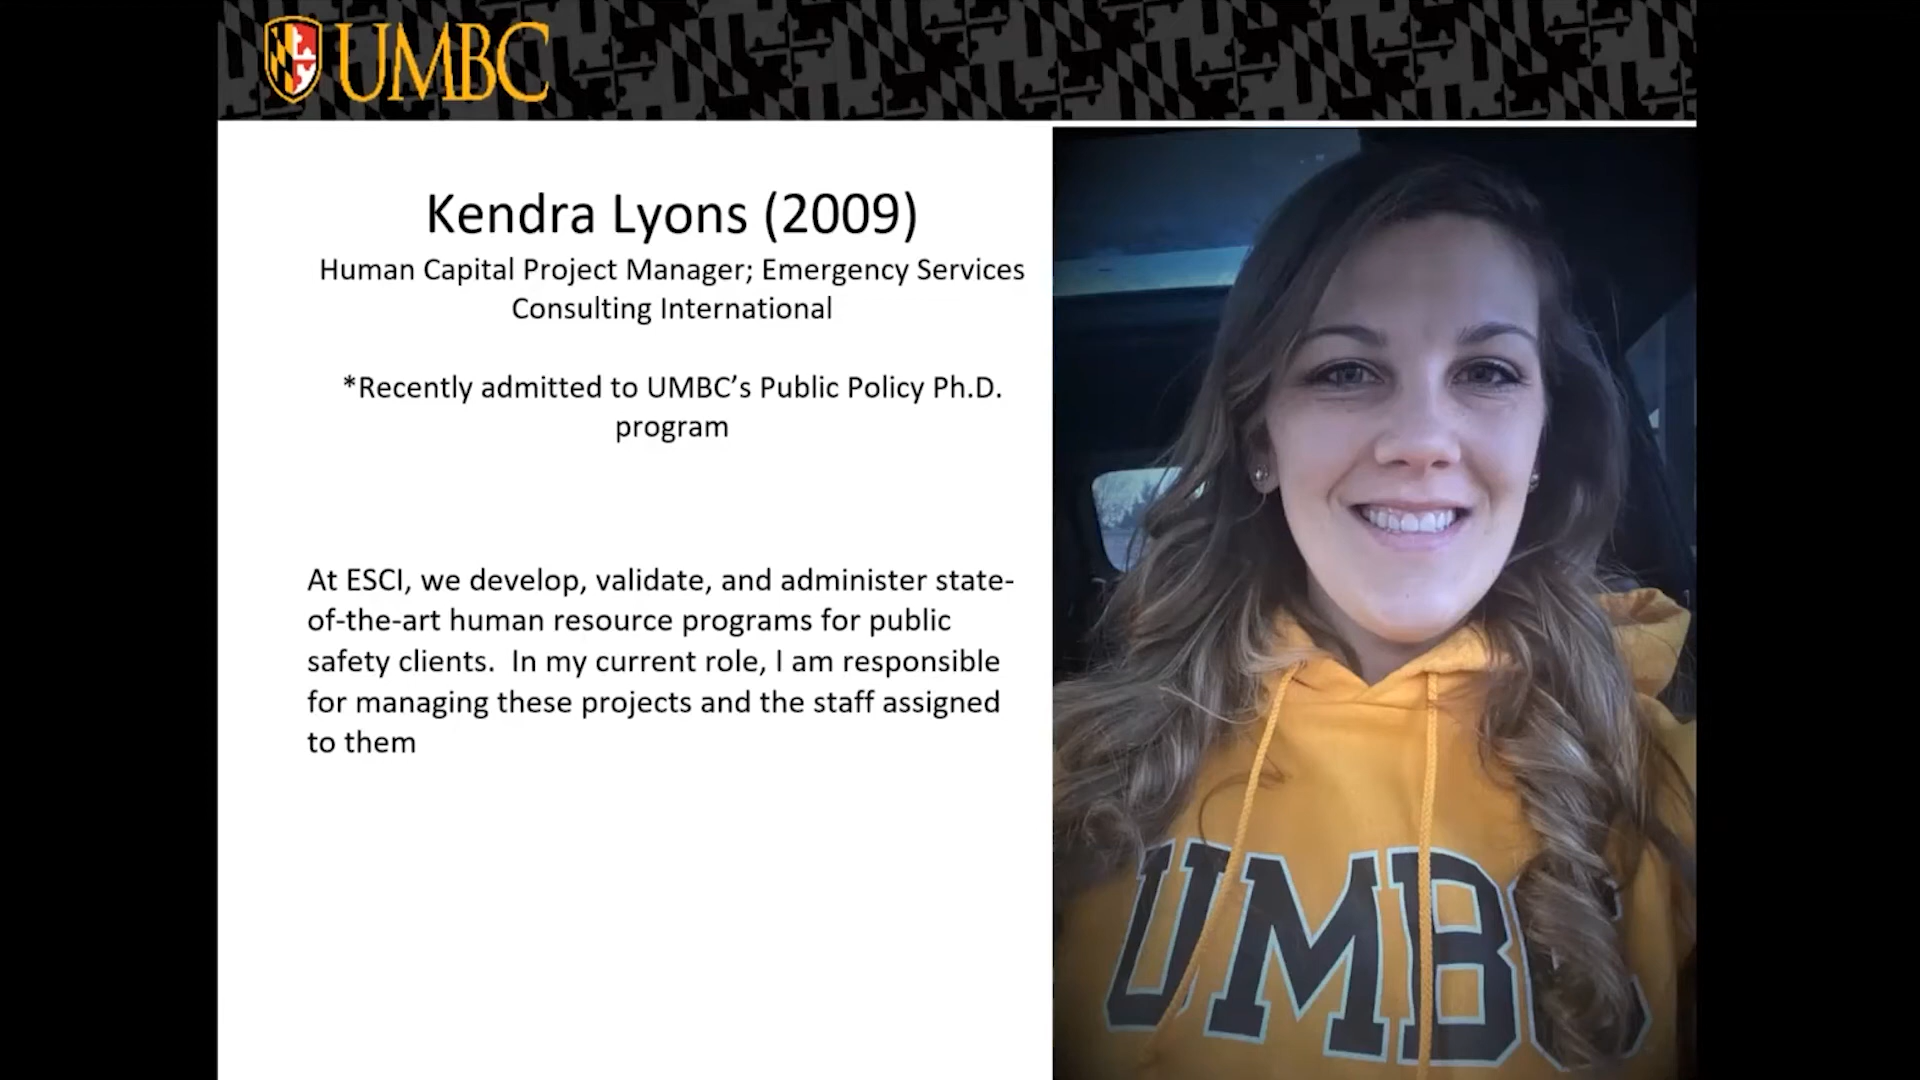 UMBC
Kendra Lyons (2009)
Human Capital Project Manager; Emergency Services
Consulting International
*Recently admitted to UMBC’s Public Policy Ph.D.
program
At ESCI, we develop, validate, and administer state-
of-the-art human resource programs for public
safety clients.  In my current role, I am responsible
for managing these projects and the staff assigned
to them
UMBC